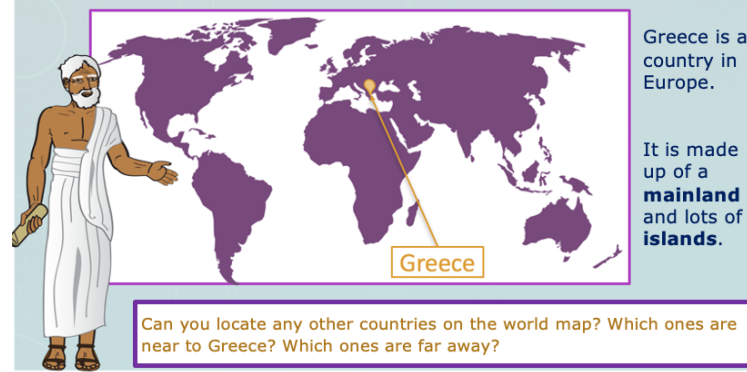 Greece is a
country in
Europe.
It is made
up of a
mainland
and lots of
islands.
Greece
Can you locate any other countries on the world map? Which ones are
near to Greece? Which ones are far away?